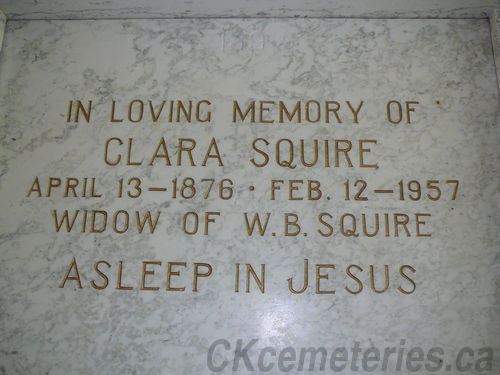 IN LOVING MEMORY OF
CLARA SQUIRE
APRIL 13-1876 · FEB. 12-1957
WIDOW OF W.B. SQUIRE
ASLEEP IN JESUS
CKcemeteries.ca